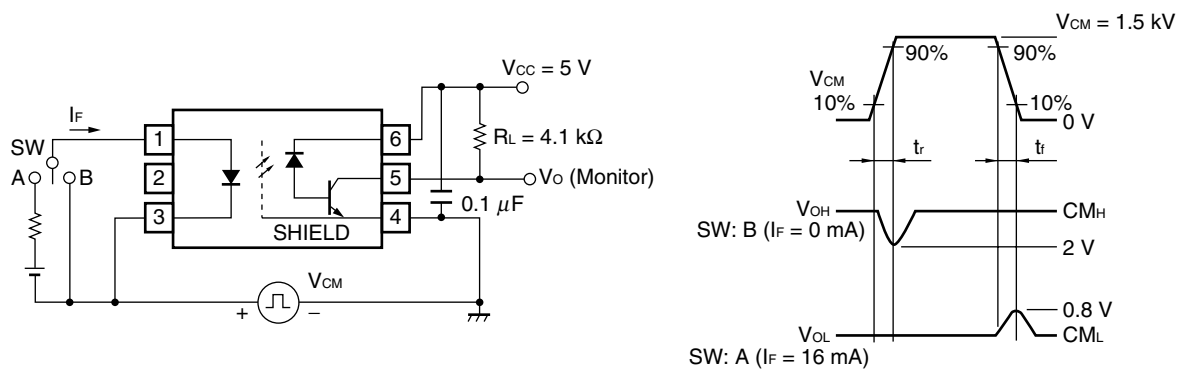 VCC = 5 V
IF
SW
A
B
1
2
3
6
5
4
RL = 4.1 kΩ
VO (Monitor)
0.1 μF
SHIELD
VCM
+
−
VCM = 1.5 kV
90%
90%
VCM
10%
10%
0 V
tr
tf
VOH
CMH
SW: B (IF = 0 mA)
2 V
0.8 V
VOL
CML
SW: A (IF = 16 mA)